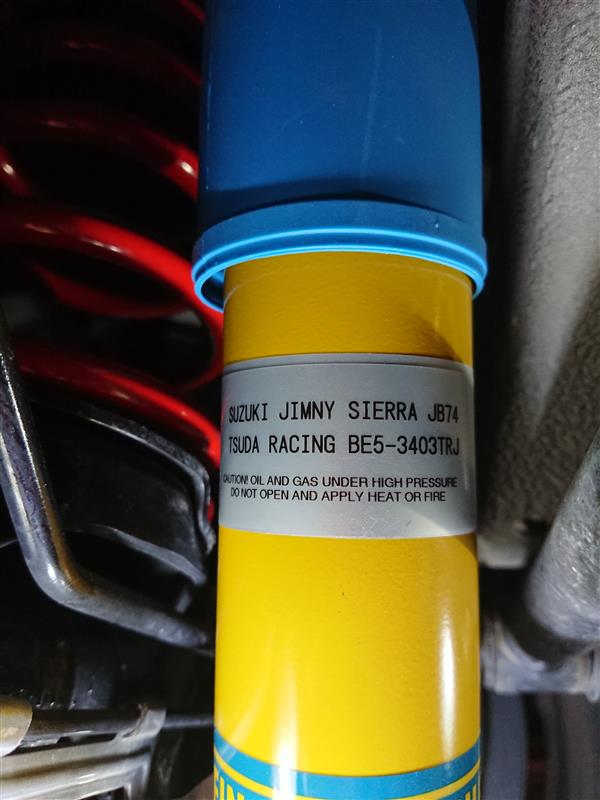 SUZUKI JIMNY SIERRA JB74
TSUDA RACING BE5-3403TRJ
CAUTION! OIL AND GAS UNDER HIGH PRESSURE
DO NOT OPEN AND APPLY HEAT OR FIRE